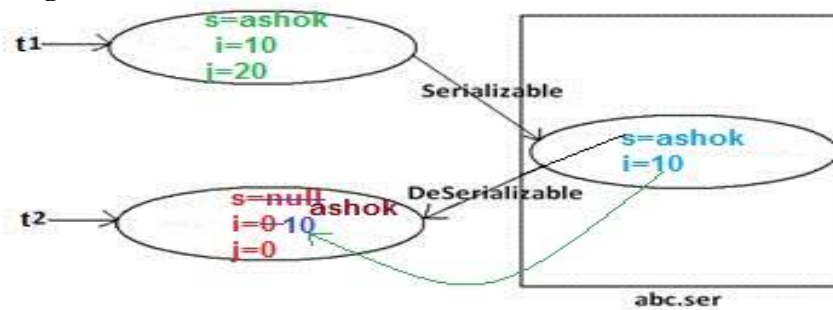 s=ashok
i=10
j=20
t1
Serializable
s=ashok
i=10
DeSerializable
t2
s=null ashok
i=0 10
j=0
abc.ser